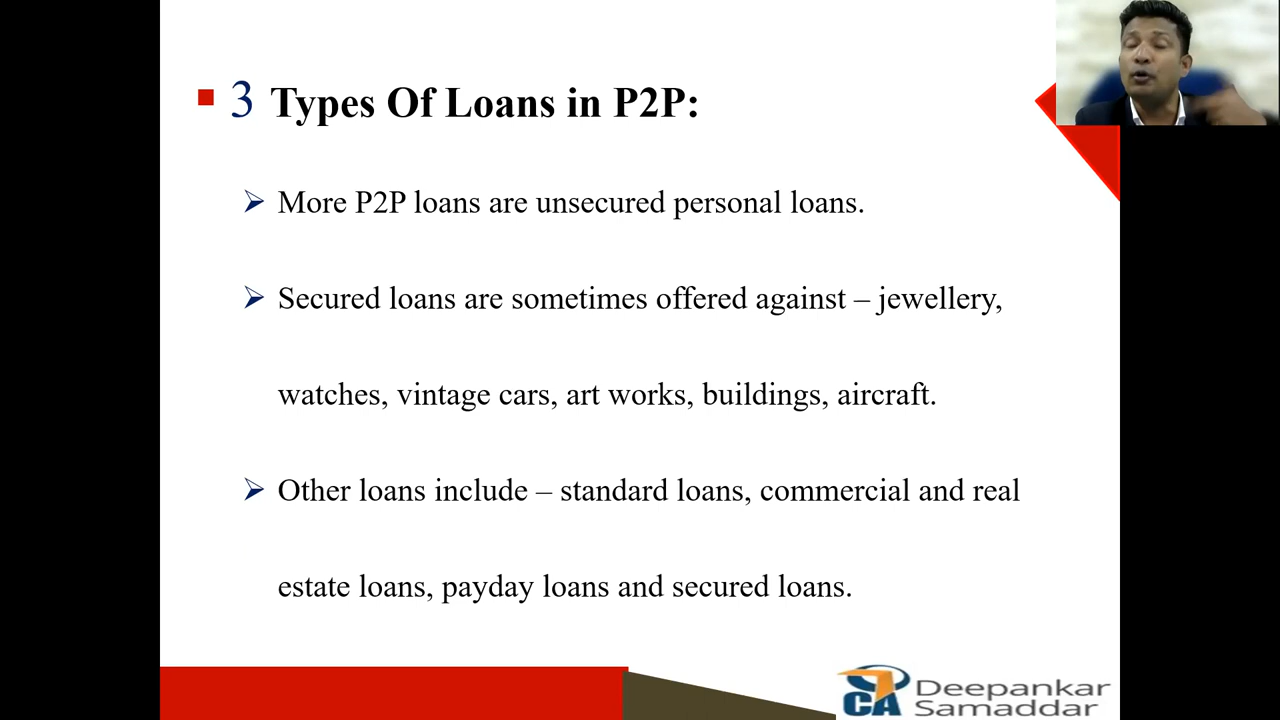 3 Types Of Loans in P2P:
More P2P loans are unsecured personal loans.
Secured loans are sometimes offered against – jewellery,
watches, vintage cars, art works, buildings, aircraft.
Other loans include – standard loans, commercial and real
estate loans, payday loans and secured loans.
CA Deepankar
Samaddar